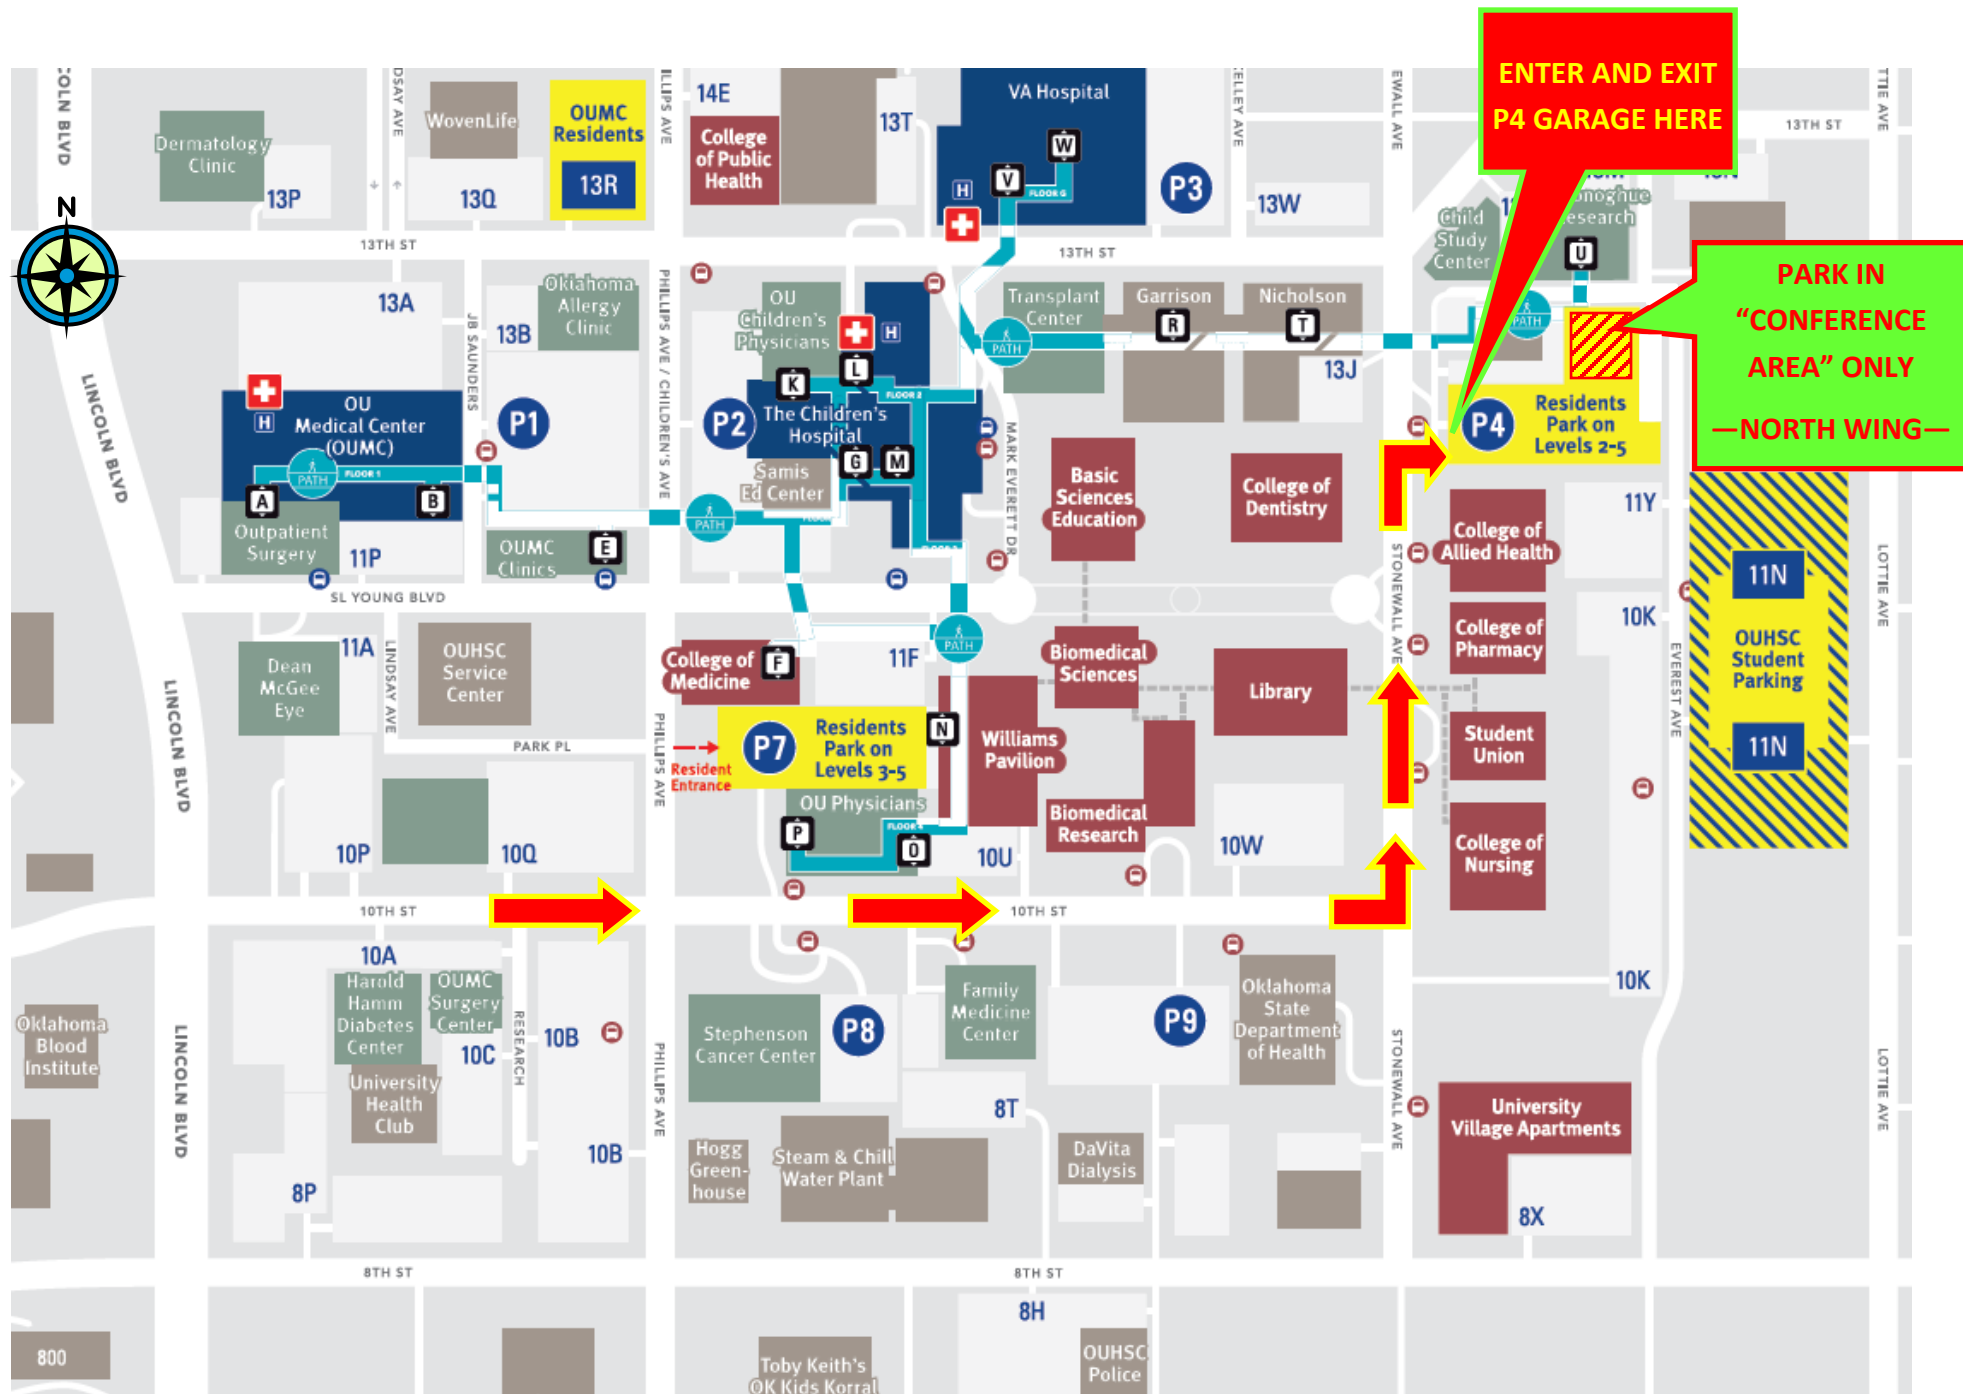 ENTER AND EXIT
P4 GARAGE HERE
PARK IN
“CONFERENCE
AREA” ONLY
—NORTH WING—
N
LINCOLN BLVD
LINCOLN BLVD
LINCOLN BLVD
Dermatology
Clinic
13P
WovenLife
13Q
OUMC
Residents
13R
14E
College
of Public
Health
13T
VA Hospital
W
V
FLOOR G
H
P3
13W
13TH ST
13TH ST
13TH ST
Child
Study
Center
U
PATH
13A
JB SAUNDERS
13B
Oklahoma
Allergy
Clinic
PHILLIPS AVE / CHILDREN'S AVE
OU
Children's
Physicians
H
L
K
FLOOR 2
Transplant
Center
PATH
Garrison
R
Nicholson
T
13J
H
OU
Medical Center
(OUMC)
PATH
FLOOR 1
A
B
P1
P2
The Children's
Hospital
G
M
Samis
Ed Center
PATH
MARK EVERETT DR
Basic
Sciences
Education
College of
Dentistry
P4
Residents
Park on
Levels 2-5
Outpatient
Surgery
11P
OUMC
Clinics
E
College of
Allied Health
11Y
11N
SL YOUNG BLVD
STONEWALL AVE
College of
Pharmacy
10K
OUHSC
Student
Parking
11N
EVEREST AVE
LOTTIE AVE
Dean
McGee
Eye
11A
LINDSAY AVE
OUHSC
Service
Center
College of
Medicine
F
11F
PATH
Biomedical
Sciences
Library
PARK PL
PHILLIPS AVE
Resident
Entrance
P7
Residents
Park on
Levels 3-5
N
Williams
Pavilion
Student
Union
OU Physicians
P
FLOOR 4
O
10U
Biomedical
Research
10W
College of
Nursing
10P
10Q
10TH ST
10TH ST
10A
Harold
Hamm
Diabetes
Center
OUMC
Surgery
Center
10C
RESEARCH
10B
Stephenson
Cancer Center
P8
Family
Medicine
Center
P9
Oklahoma
State
Department
of Health
10K
Oklahoma
Blood
Institute
LINCOLN BLVD
University
Health
Club
10B
PHILLIPS AVE
8T
STONEWALL AVE
University
Village Apartments
LOTTIE AVE
Hogg
Green-
house
Steam & Chill
Water Plant
DaVita
Dialysis
8P
8X
8TH ST
8TH ST
8H
800
Toby Keith's
OK Kids Korral
OUHSC
Police